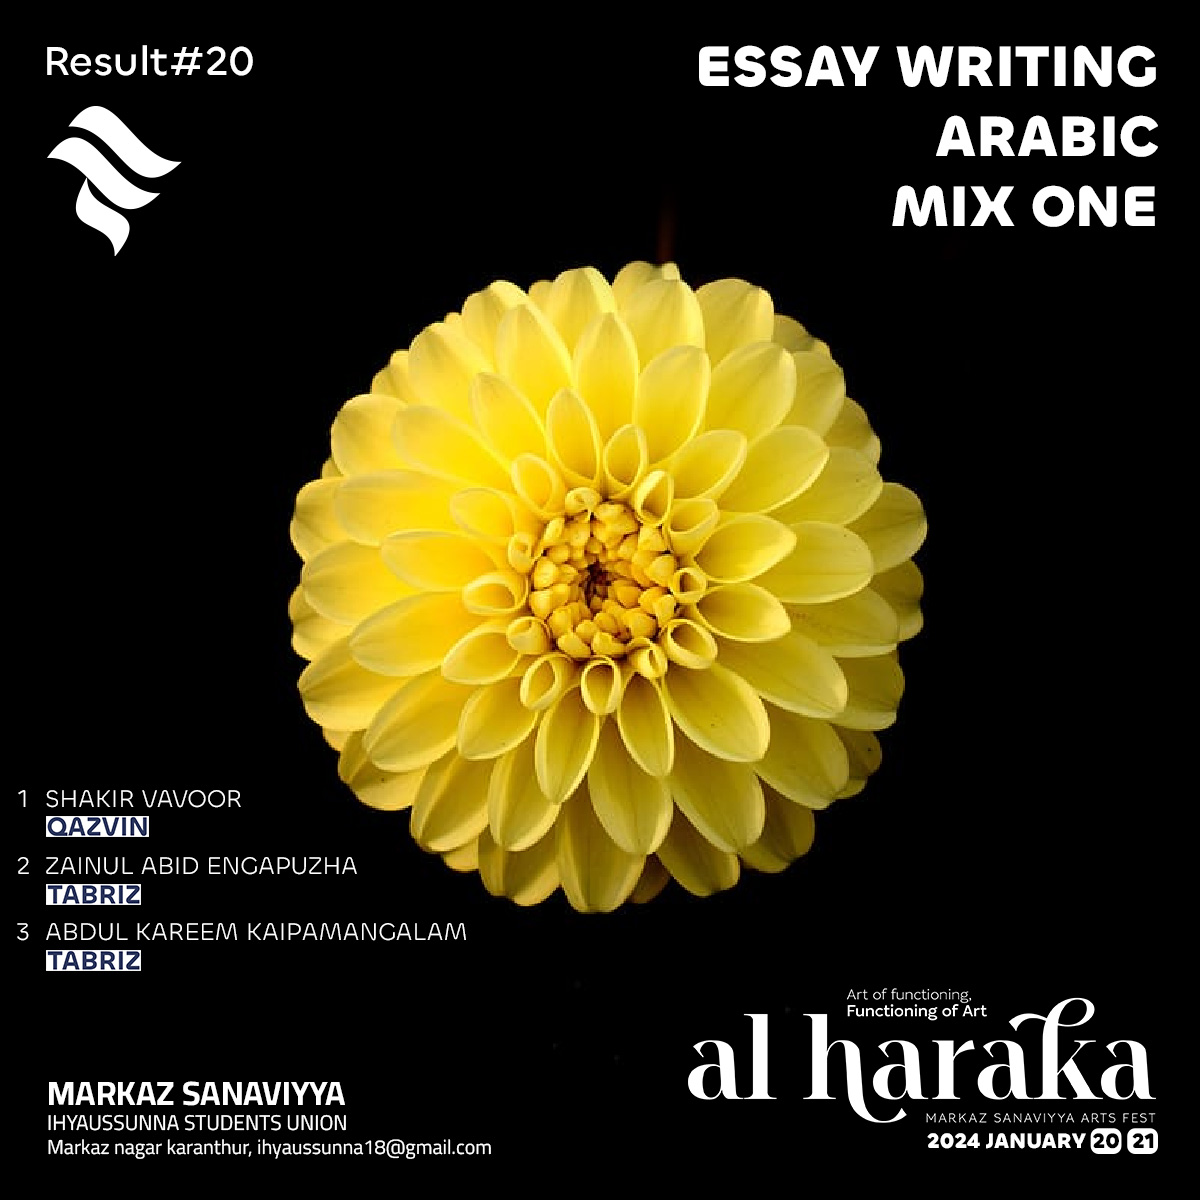 Result#20
ESSAY WRITING
ARABIC
MIX ONE
1 SHAKIR VAVOOR
QAZVIN
2 ZAINUL ABID ENGAPUZHA
TABRIZ
3 ABDUL KAREEM KAIPAMANGALAM
TABRIZ
MARKAZ SANAVIYYA
IHYAUSSUNNA STUDENTS UNION
Markaz nagar karanthur, ihyaussunna18@gmail.com
Art of functioning,
Functioning of Art
al haraka
MARKAZ SANAVIYYA ARTS FEST
2024 JANUARY 20 21